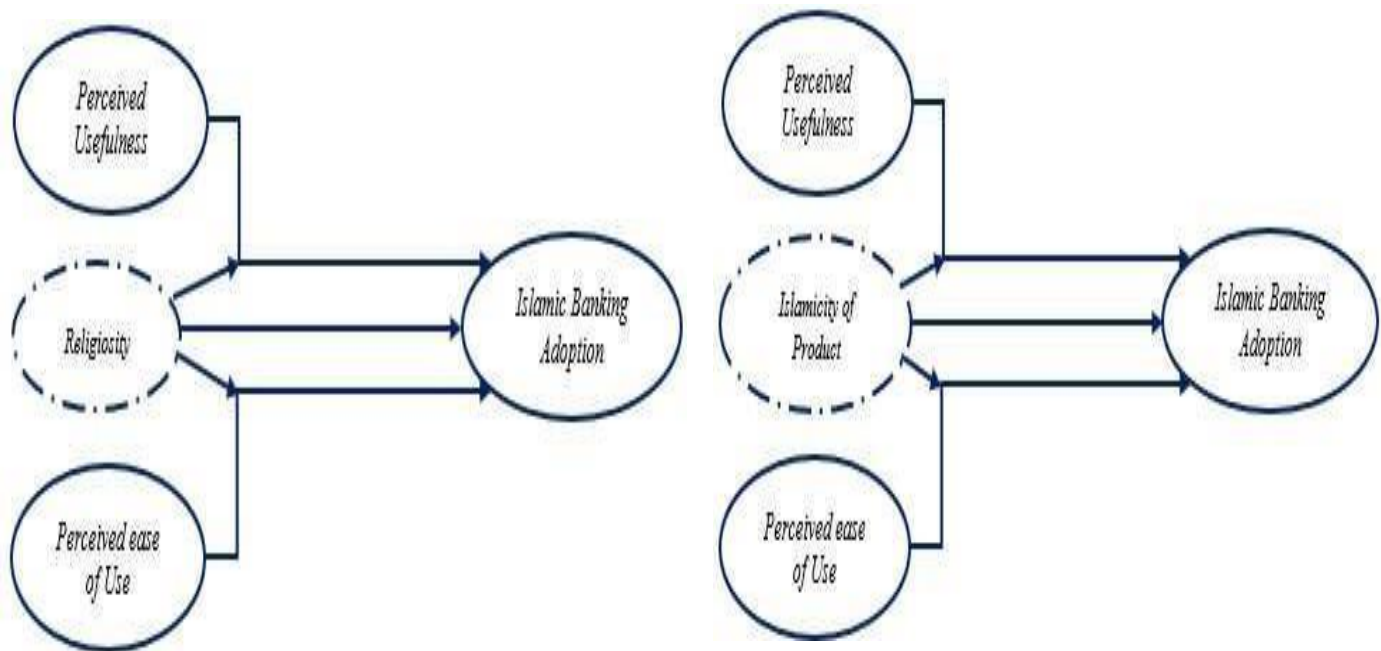 Perceived
Usefulness
Religiosity
Islamic Banking
Adoption
Perceived ease
of Use
Perceived
Usefulness
Islamicity of
Product
Islamic Banking
Adoption
Perceived ease
of Use